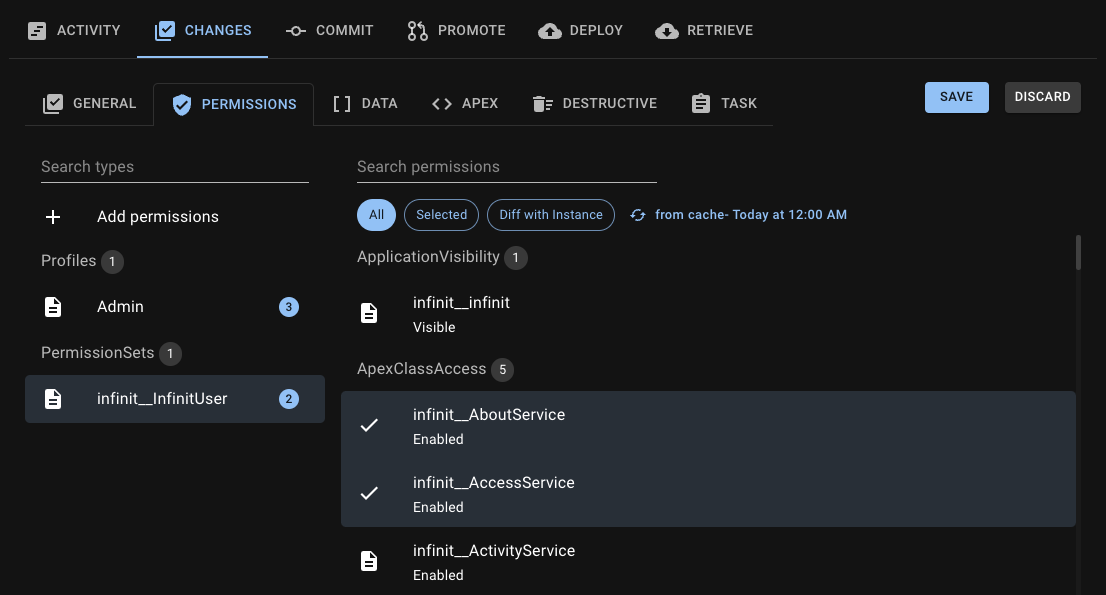 ACTIVITY CHANGES COMMIT PROMOTE DEPLOY RETRIEVE
GENERAL PERMISSIONS DATA APEX DESTRUCTIVE TASK SAVE DISCARD
Search types
Add permissions
Profiles 1
Admin 3
PermissionSets 1
infinit__InfinitUser 2
Search permissions
All Selected Diff with Instance from cache- Today at 12:00 AM
ApplicationVisibility 1
infinit__infinit
Visible
ApexClassAccess 5
infinit__AboutService
Enabled
infinit__AccessService
Enabled
infinit__ActivityService
Enabled